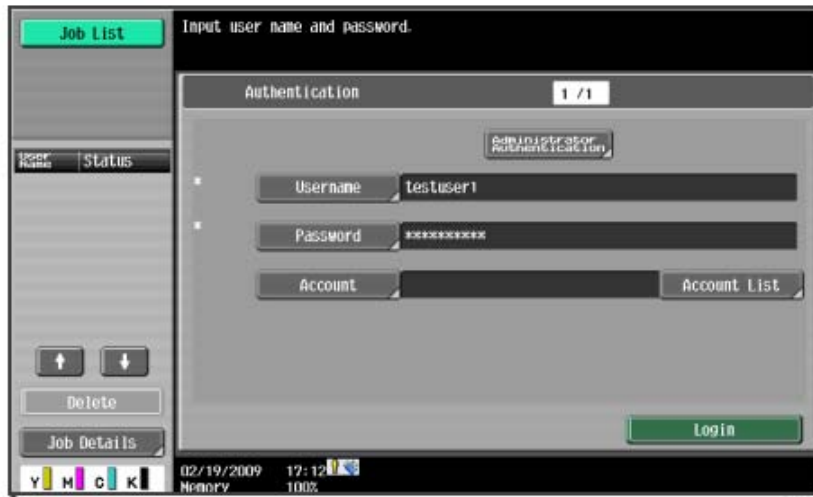 Job List
Input user name and password.
Authentication
1 /1
Administrator
Authentication
User
Name
Status
Username
testuser1
Password
**********
Account
Account List
Delete
Job Details
Login
02/19/2009 17:12
Memory 100%
Y M C K